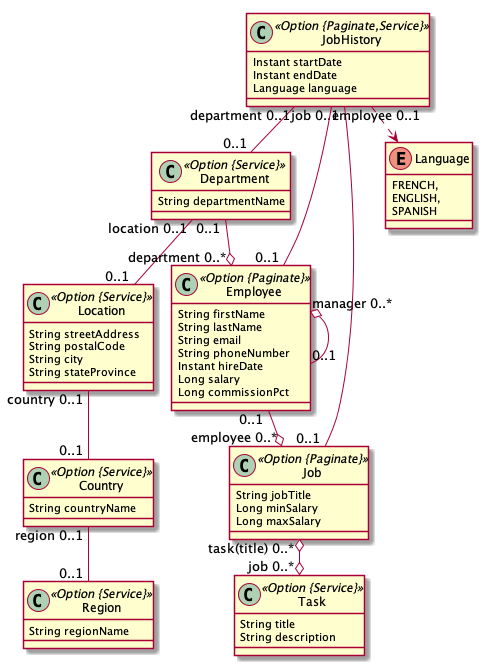 C «Option {Paginate,Service}»
JobHistory
Instant startDate
Instant endDate
Language language
department 0..1 job 0..1 employee 0..1
0..1
E Language
FRENCH,
ENGLISH,
SPANISH
C «Option {Service}»
Department
String departmentName
location 0..1 0..1
department 0..* 0..1
0..1
C «Option {Service}»
Location
String streetAddress
String postalCode
String city
String stateProvince
C «Option {Paginate}»
Employee
String firstName
String lastName
String email
String phoneNumber
Instant hireDate
Long salary
Long commissionPct
manager 0..*
0..1
country 0..1
0..1
employee 0..* 0..1
0..1
C «Option {Service}»
Country
String countryName
C «Option {Paginate}»
Job
String jobTitle
Long minSalary
Long maxSalary
region 0..1
task(title) 0..*
job 0..*
0..1
C «Option {Service}»
Region
String regionName
C «Option {Service}»
Task
String title
String description